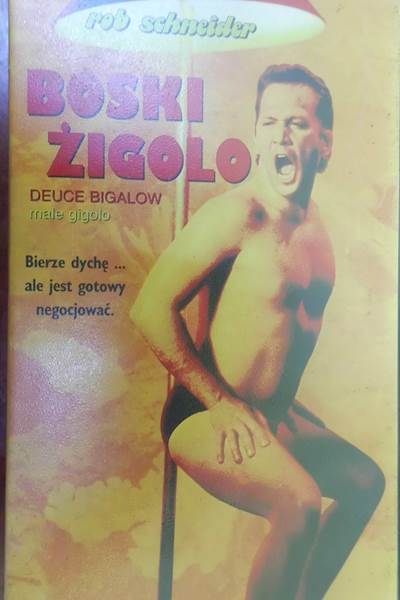 rob schneider
BOSKI
ŻIGOLO
DEUCE BIGALOW
male gigolo
Bierze dychę ...
ale jest gotowy
negocjować.